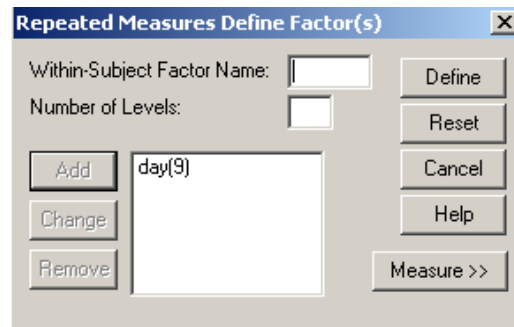 Repeated Measures Define Factor(s)
Within-Subject Factor Name:
Define
Number of Levels:
Reset
Add
day(9)
Cancel
Change
Help
Remove
Measure >>